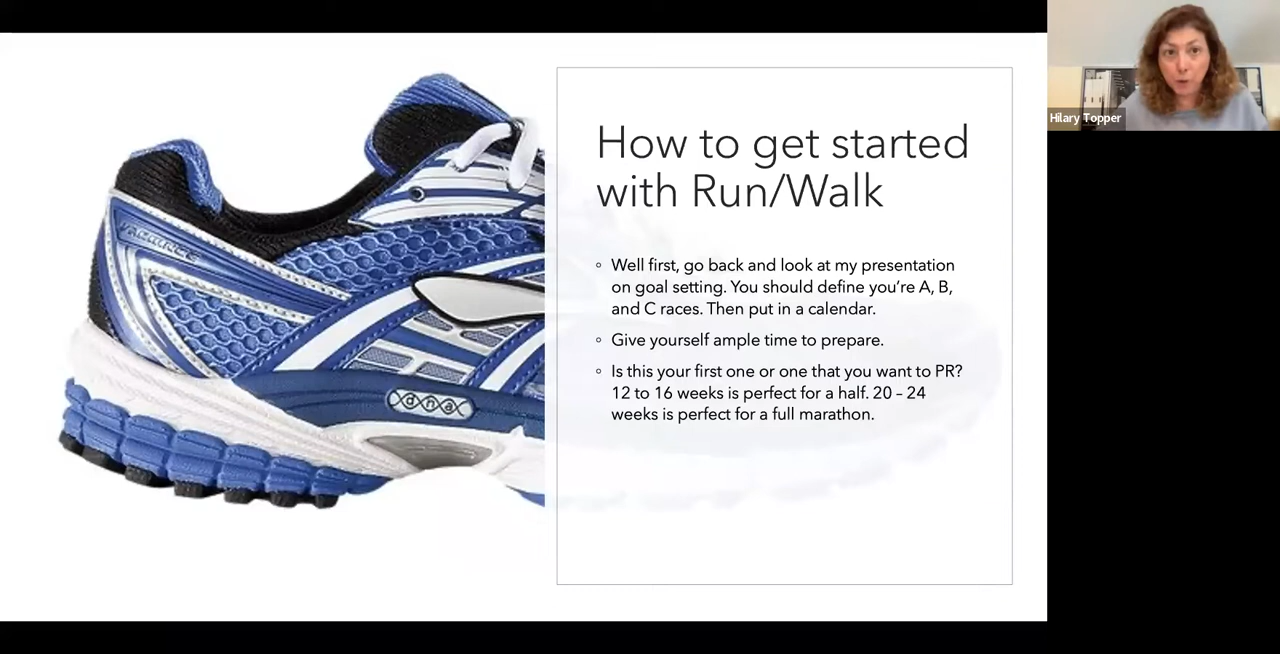 How to get started
with Run/Walk
Well first, go back and look at my presentation
on goal setting. You should define you're A, B,
and C races. Then put in a calendar.
Give yourself ample time to prepare.
Is this your first one or one that you want to PR?
12 to 16 weeks is perfect for a half. 20 – 24
weeks is perfect for a full marathon.
dna
Hilary Topper